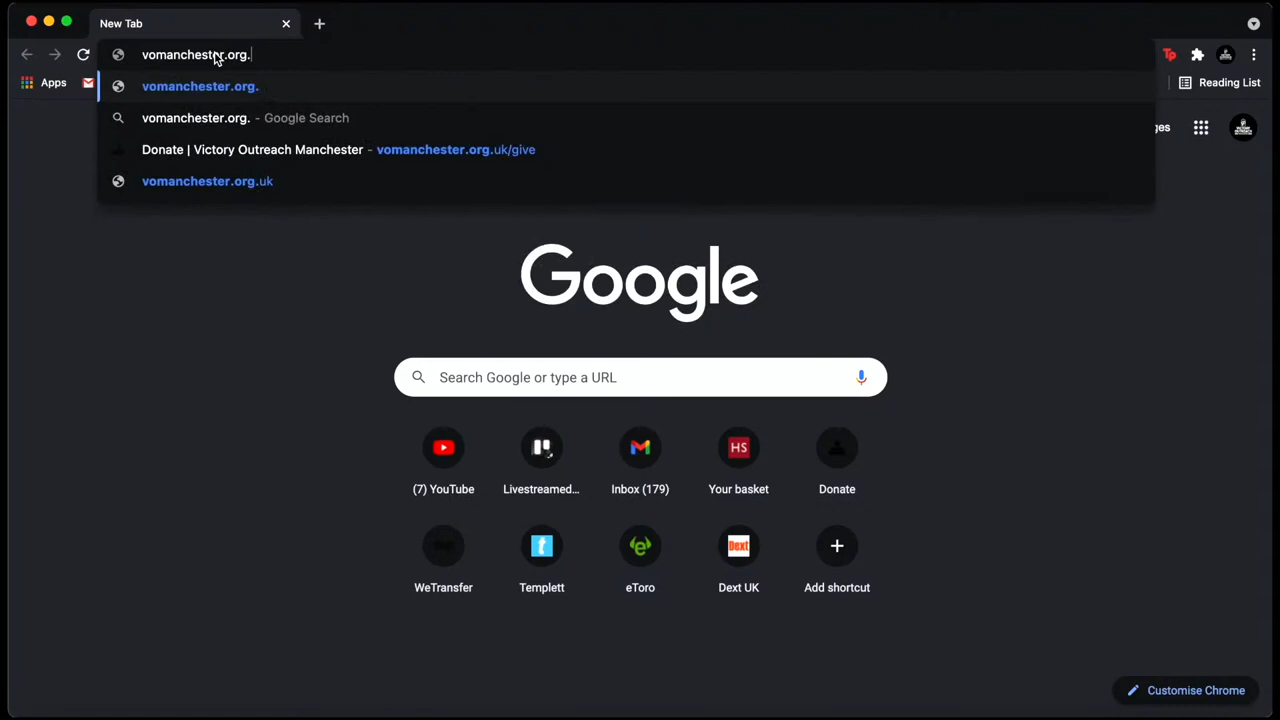 New Tab
vomanchester.org.
Apps
vomanchester.org.
vomanchester.org. - Google Search
Donate | Victory Outreach Manchester - vomanchester.org.uk/give
vomanchester.org.uk
Reading List
ges
Google
Search Google or type a URL
(7) YouTube
Livestreamed...
Inbox (179)
HS
Your basket
Donate
WeTransfer
t
Templett
e
eToro
Dext
Dext UK
Add shortcut
Customise Chrome